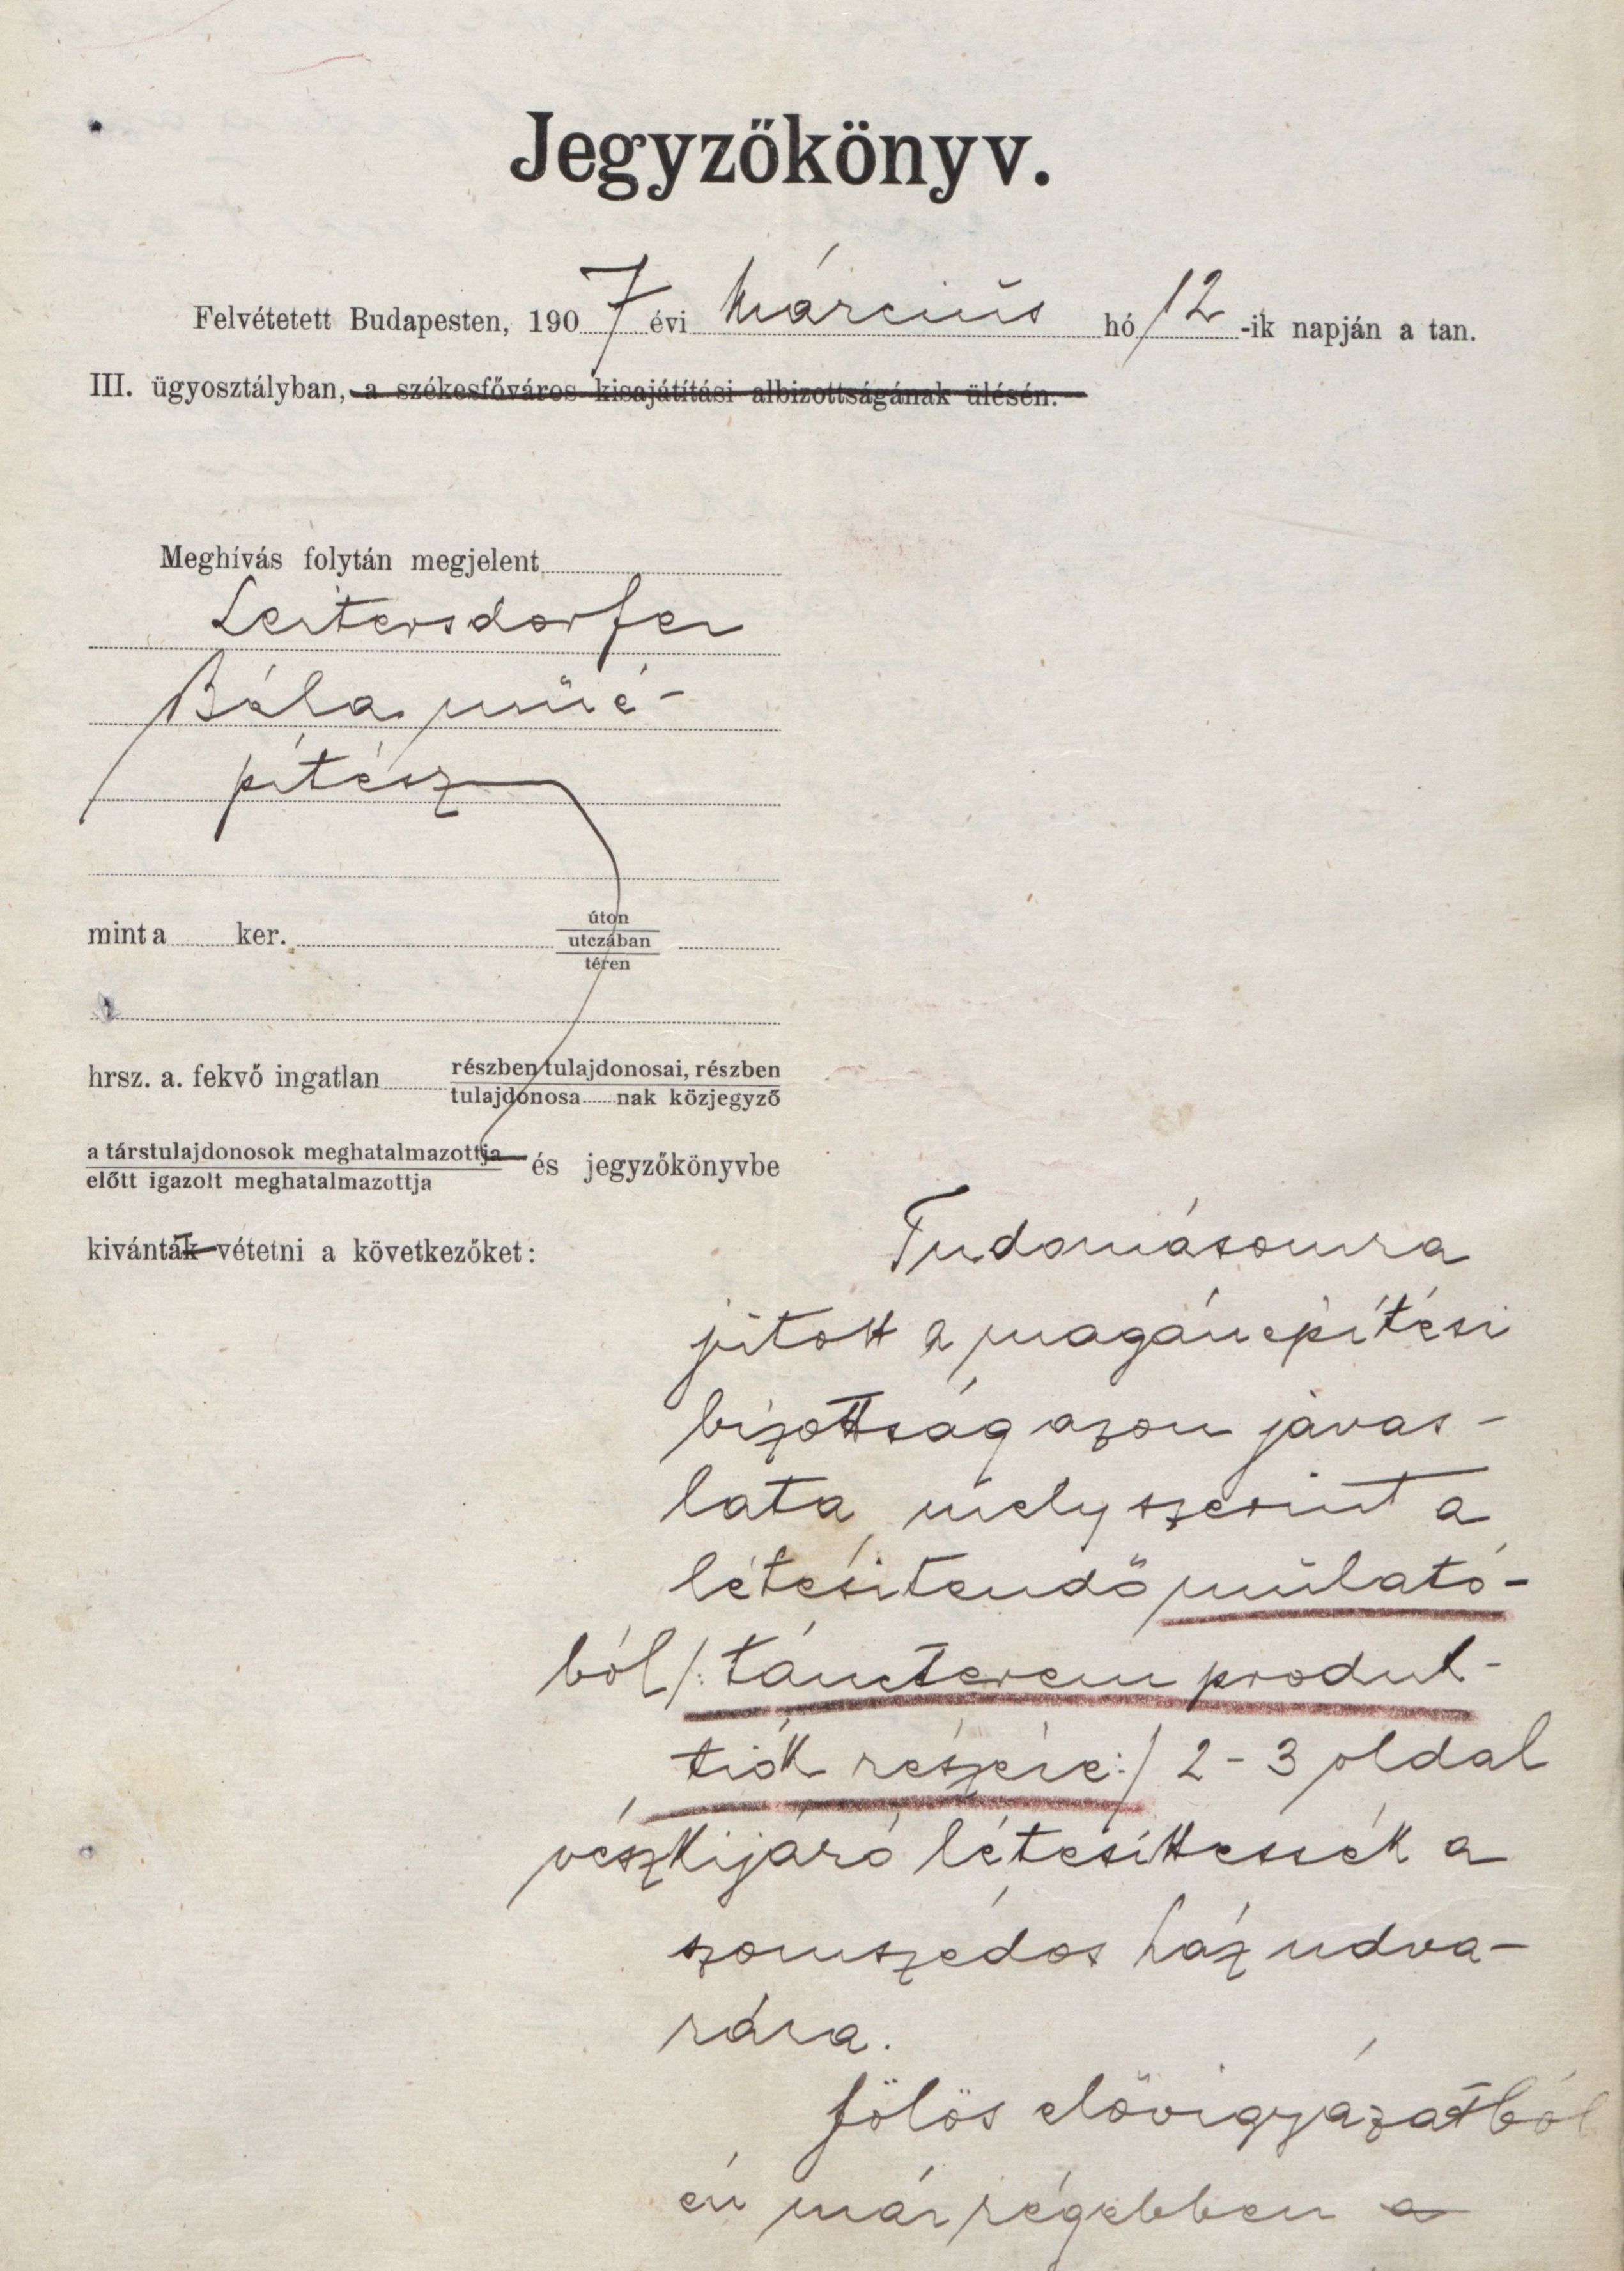 Jegyzőkönyv.
Felvétetett Budapesten, 1907 évi Március hó 12-ik napján a tan.
III. ügyosztályban, a székesfőváros kisajátítási albizottságának ülésén.
Meghívás folytán megjelent
Leitersdorfer
Béla műé-
pítész
mint a ker. úton
utczában
téren
hrsz. a. fekvő ingatlan részben tulajdonosai, részben
tulajdonosa nak közjegyző
a társtulajdonosok meghatalmazottja
előtt igazolt meghatalmazottja
és jegyzőkönyvbe
kivánták vétetni a következőket:
Tudomásomra
jutott a magánépítési
bizottság azon javas-
lata, mely szerint a
létesitendő mulató-
ból /: táncterem produk-
tiók részére:/ 2-3 oldal
vészkijáró létesíttessék a
szomszédos ház udva-
rára.
Fölös elővigyázatból
én már régebben a